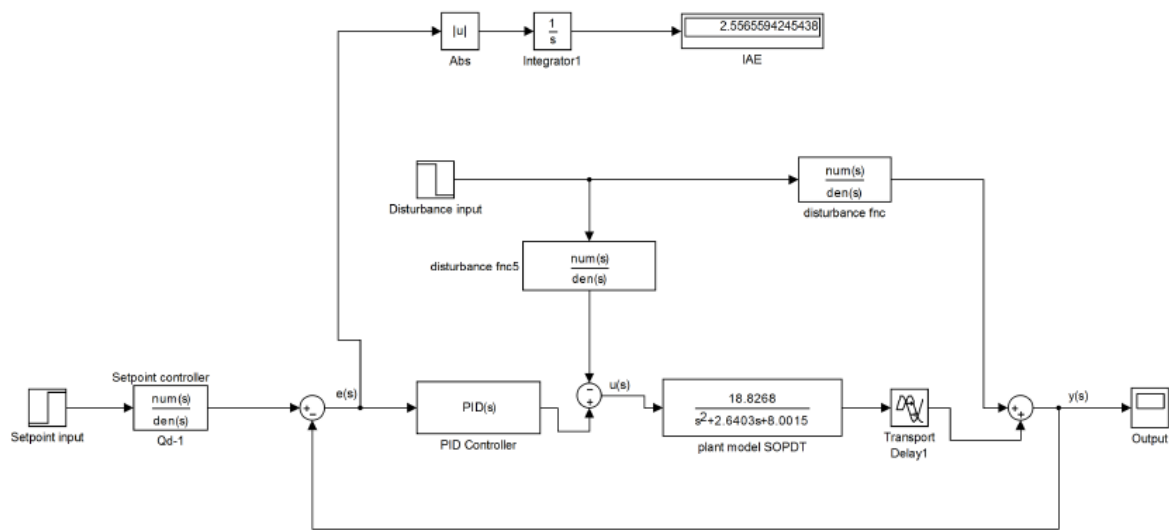 |u|
Abs
1
s
Integrator1
2.5565594245438
IAE
Disturbance input
num(s)
den(s)
disturbance fnc
disturbance fnc5
num(s)
den(s)
Setpoint input
Setpoint controller
num(s)
den(s)
Qd-1
+
−
e(s)
PID(s)
PID Controller
−
+
u(s)
18.8268
s²+2.6403s+8.0015
plant model SOPDT
Transport
Delay1
+
+
y(s)
Output